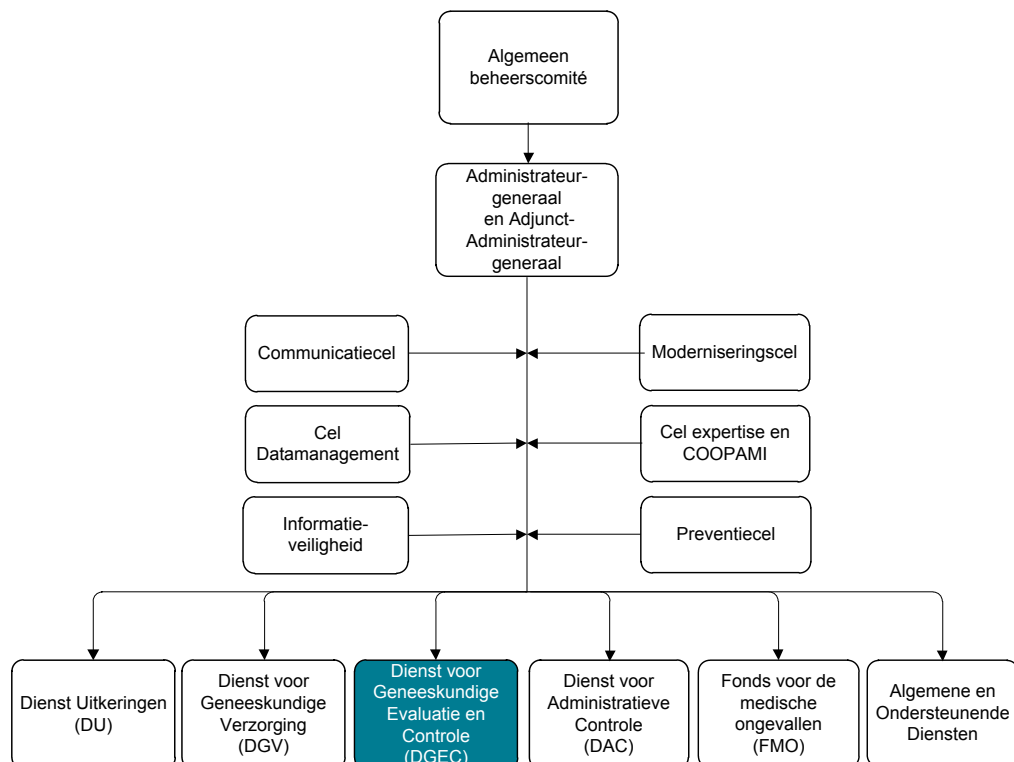 Algemeen
beheerscomité
Administrateur-
generaal
en Adjunct-
Administrateur-
generaal
Communicatiecel
Moderniseringscel
Cel
Datamanagement
Cel expertise en
COOPAMI
Informatie-
veiligheid
Preventiecel
Dienst Uitkeringen
(DU)
Dienst voor
Geneeskundige
Verzorging
(DGV)
Dienst voor
Geneeskundige
Evaluatie en
Controle
(DGEC)
Dienst voor
Administratieve
Controle
(DAC)
Fonds voor de
medische
ongevallen
(FMO)
Algemene en
Ondersteunende
Diensten